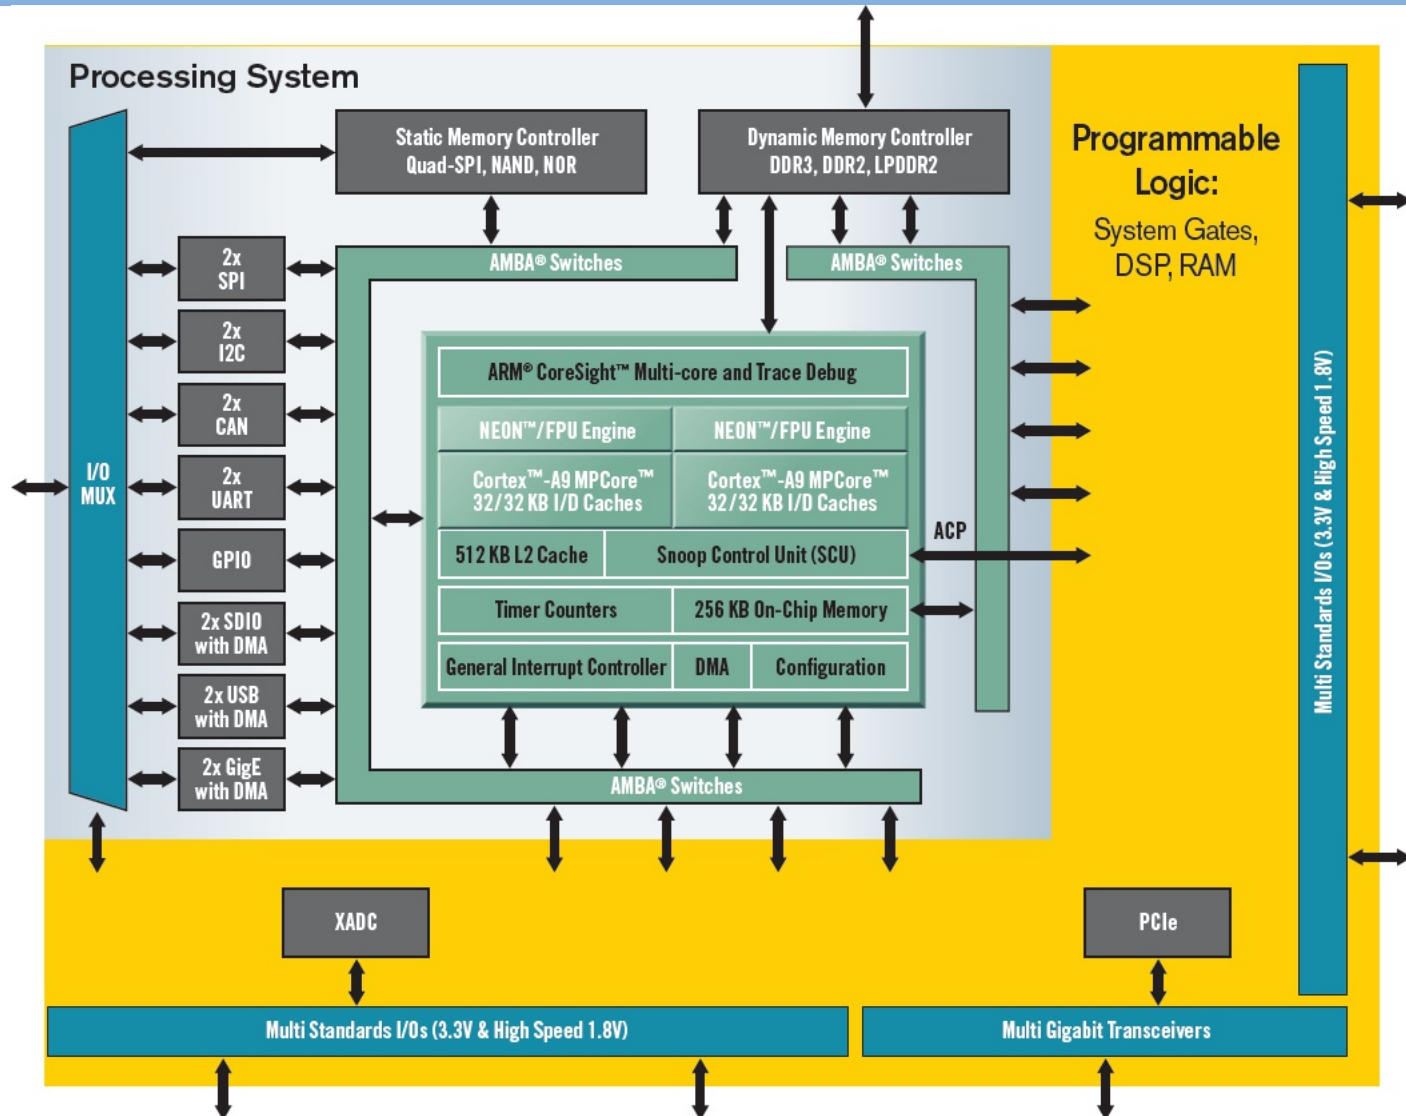 Processing System
Static Memory Controller
Quad-SPI, NAND, NOR
Dynamic Memory Controller
DDR3, DDR2, LPDDR2
Programmable
Logic:
System Gates,
DSP, RAM
AMBA® Switches
AMBA® Switches
2x
SPI
2x
I2C
2x
CAN
2x
UART
GPIO
2x SDIO
with DMA
2x USB
with DMA
2x GigE
with DMA
I/O
MUX
ARM® CoreSight™ Multi-core and Trace Debug
NEON™/FPU Engine
NEON™/FPU Engine
Cortex™-A9 MPCore™
32/32 KB I/D Caches
Cortex™-A9 MPCore™
32/32 KB I/D Caches
512 KB L2 Cache
Snoop Control Unit (SCU)
ACP
Timer Counters
256 KB On-Chip Memory
General Interrupt Controller
DMA
Configuration
AMBA® Switches
Multi Standards I/Os (3.3V & High Speed 1.8V)
XADC
PCIe
Multi Standards I/Os (3.3V & High Speed 1.8V)
Multi Gigabit Transceivers